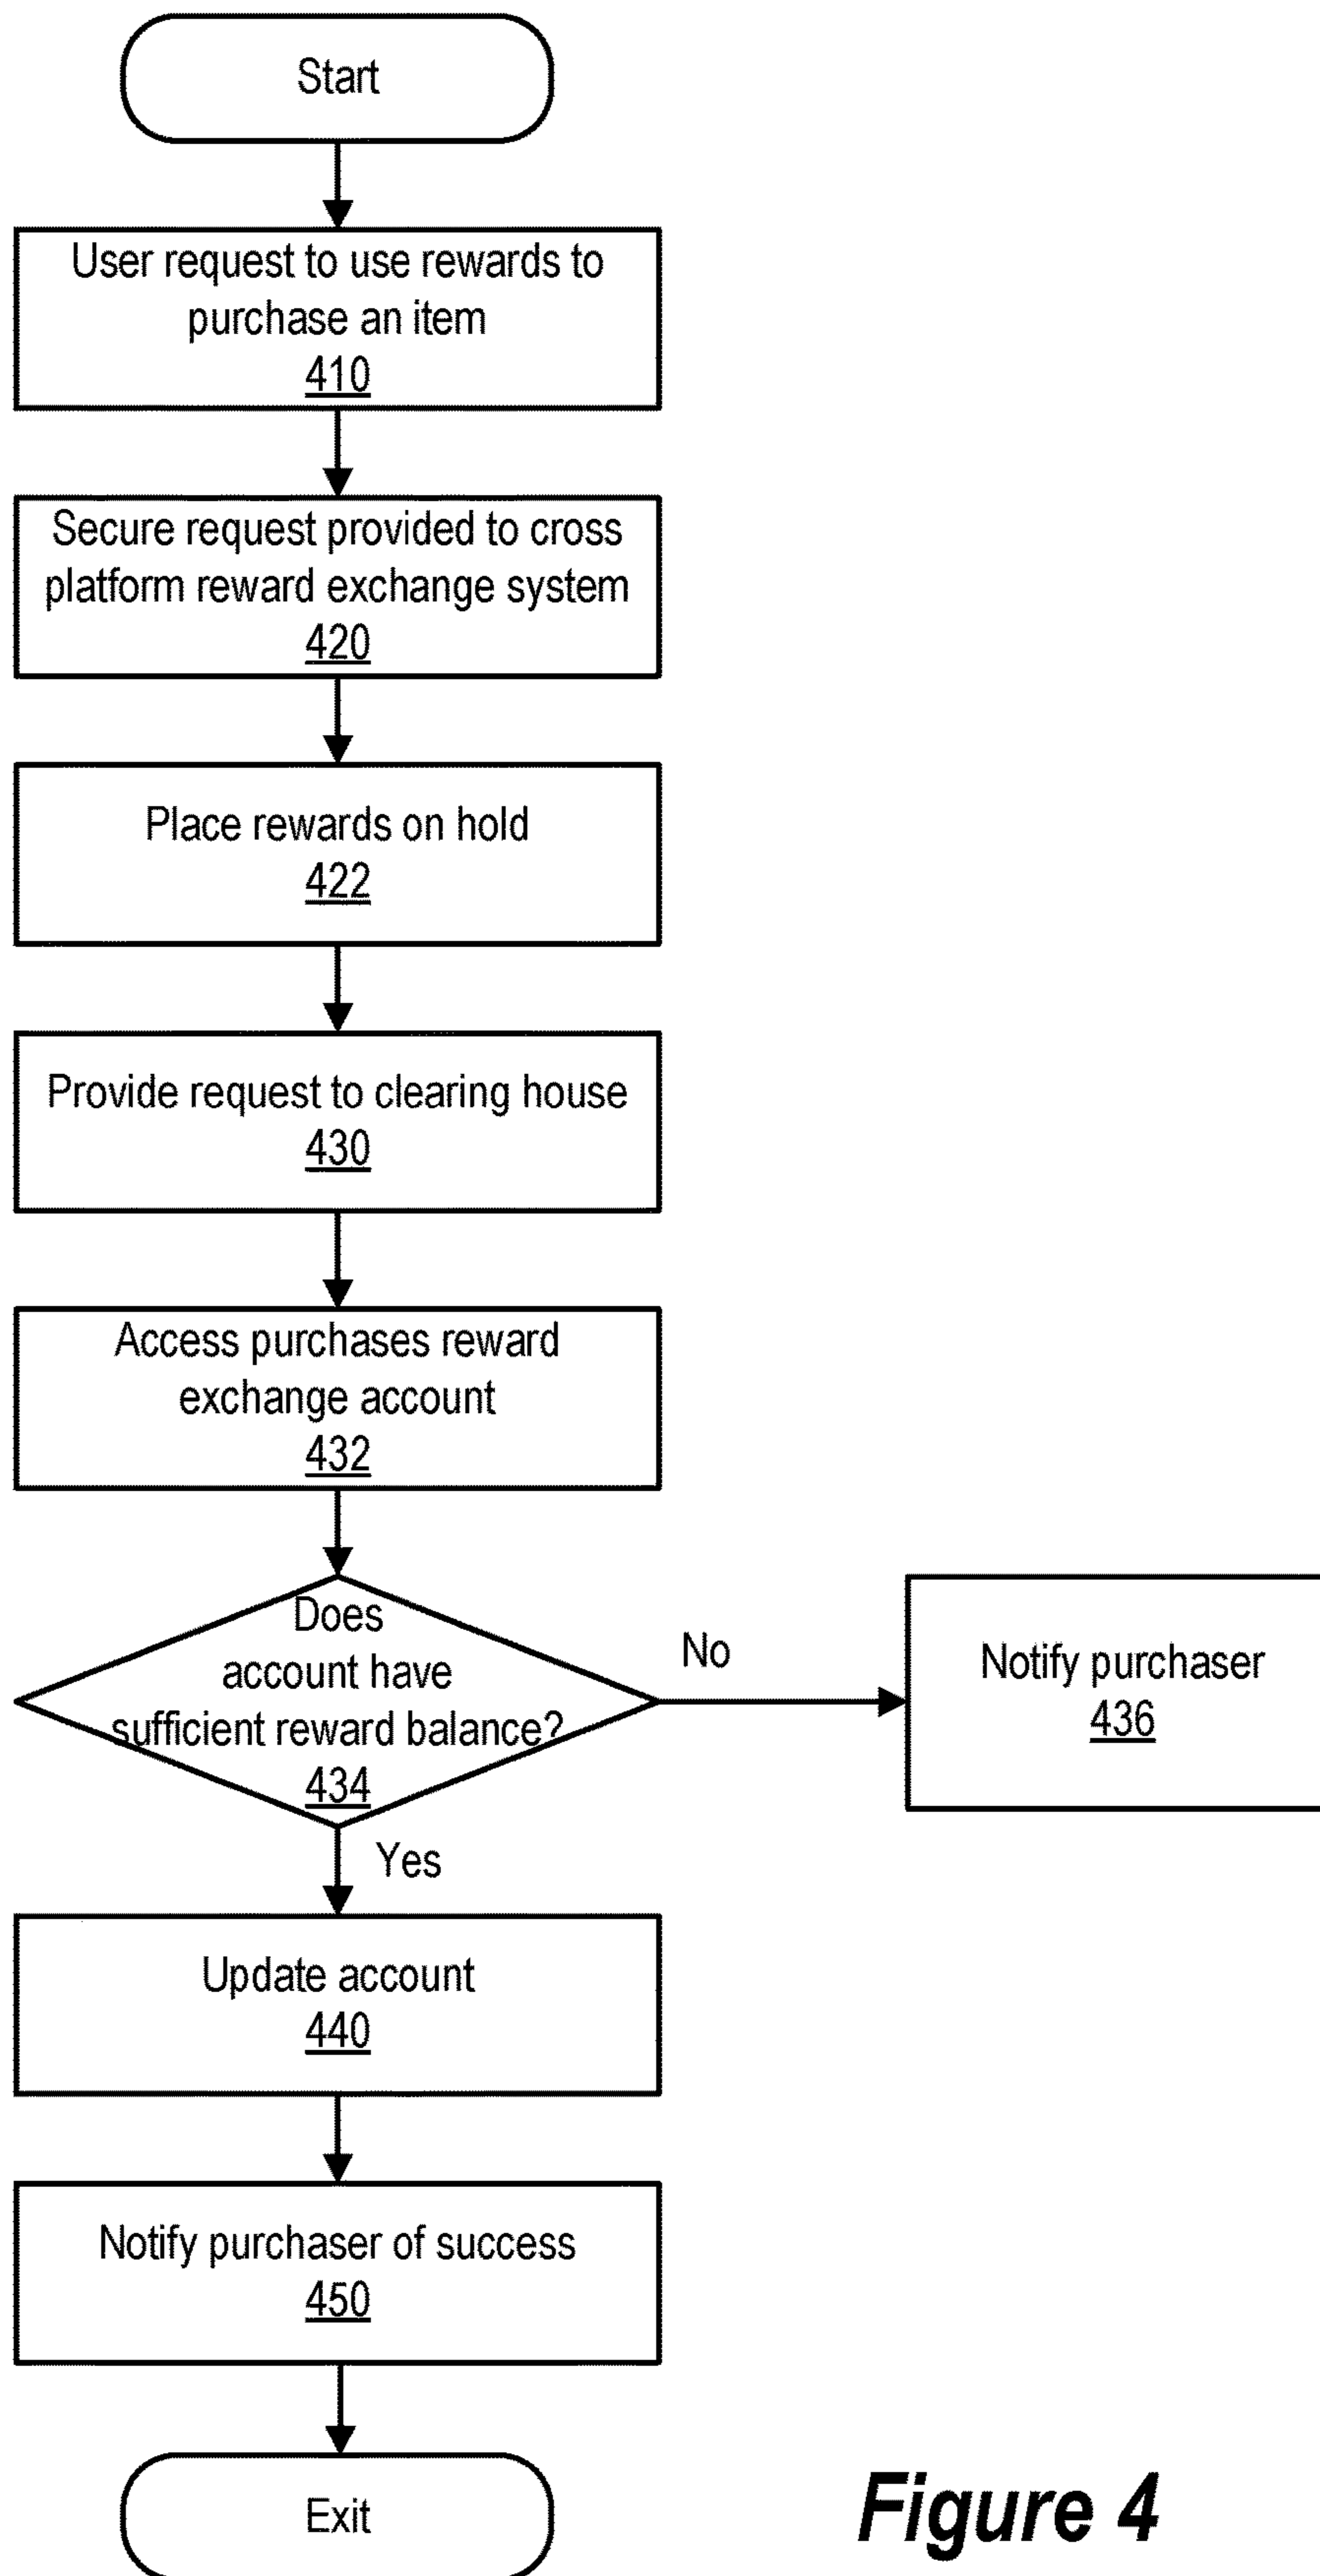 Start
User request to use rewards to
purchase an item
410
Secure request provided to cross
platform reward exchange system
420
Place rewards on hold
422
Provide request to clearing house
430
Access purchases reward
exchange account
432
Does
account have
sufficient reward balance?
434
No
Notify purchaser
436
Yes
Update account
440
Notify purchaser of success
450
Exit
Figure 4